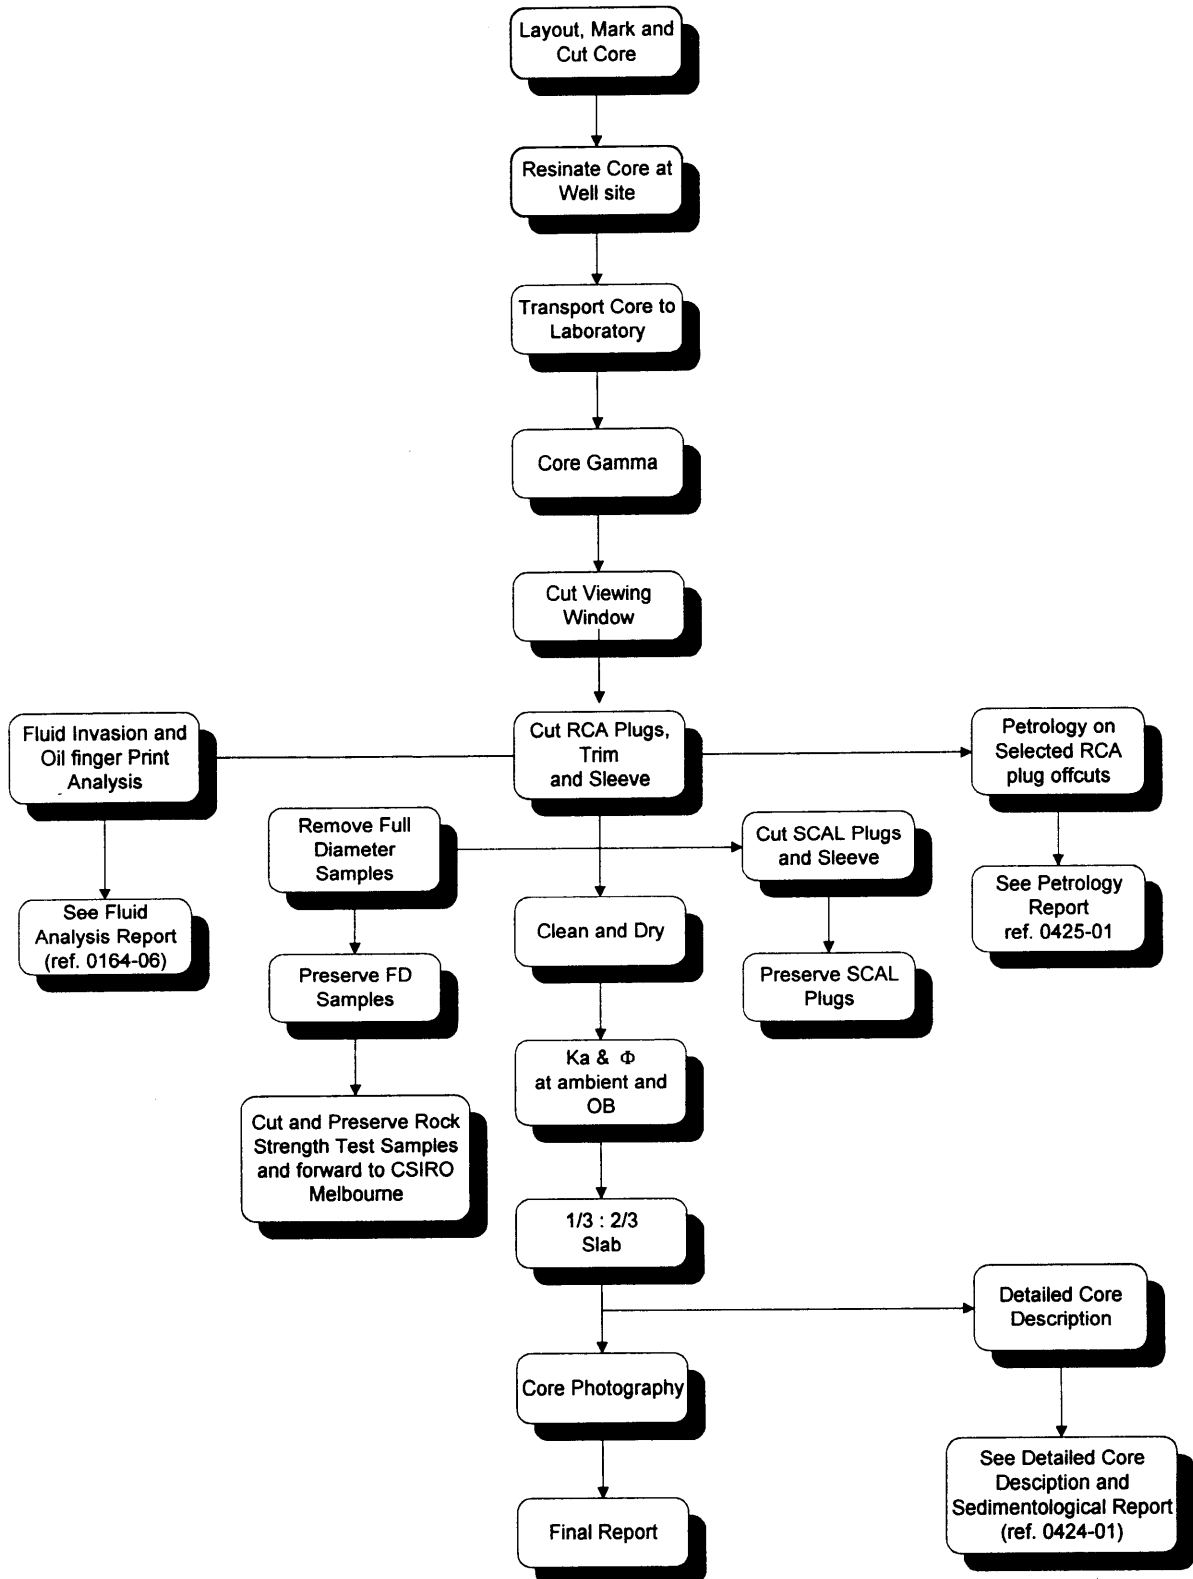 Layout, Mark and
Cut Core
Resinate Core at
Well site
Transport Core to
Laboratory
Core Gamma
Cut Viewing
Window
Fluid Invasion and
Oil finger Print
Analysis
Cut RCA Plugs,
Trim
and Sleeve
Petrology on
Selected RCA
plug offcuts
Remove Full
Diameter
Samples
Cut SCAL Plugs
and Sleeve
See Fluid
Analysis Report
(ref. 0164-06)
Clean and Dry
See Petrology
Report
ref. 0425-01
Preserve FD
Samples
Preserve SCAL
Plugs
Ka & Φ
at ambient and
OB
Cut and Preserve Rock
Strength Test Samples
and forward to CSIRO
Melbourne
1/3 : 2/3
Slab
Detailed Core
Description
Core Photography
See Detailed Core
Desciption and
Sedimentological Report
(ref. 0424-01)
Final Report